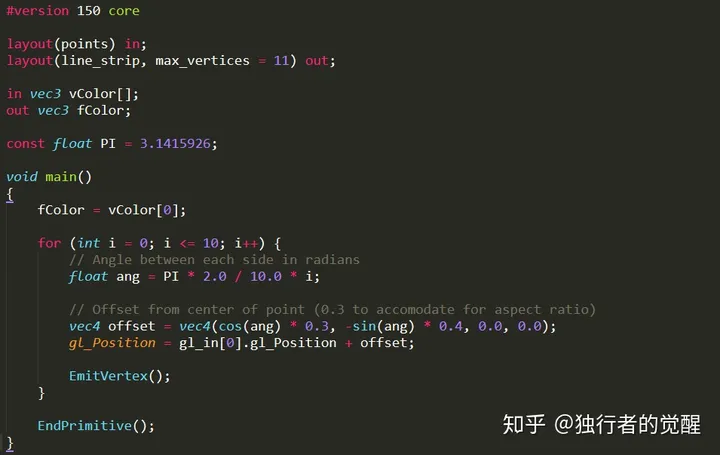 #version 150 core
layout(points) in;
layout(line_strip, max_vertices = 11) out;
in vec3 vColor[];
out vec3 fColor;
const float PI = 3.1415926;
void main()
{
fColor = vColor[0];
for (int i = 0; i <= 10; i++) {
// Angle between each side in radians
float ang = PI * 2.0 / 10.0 * i;
// Offset from center of point (0.3 to accomodate for aspect ratio)
vec4 offset = vec4(cos(ang) * 0.3, -sin(ang) * 0.4, 0.0, 0.0);
gl_Position = gl_in[0].gl_Position + offset;
EmitVertex();
}
EndPrimitive();
}
知乎 @独行者的觉醒